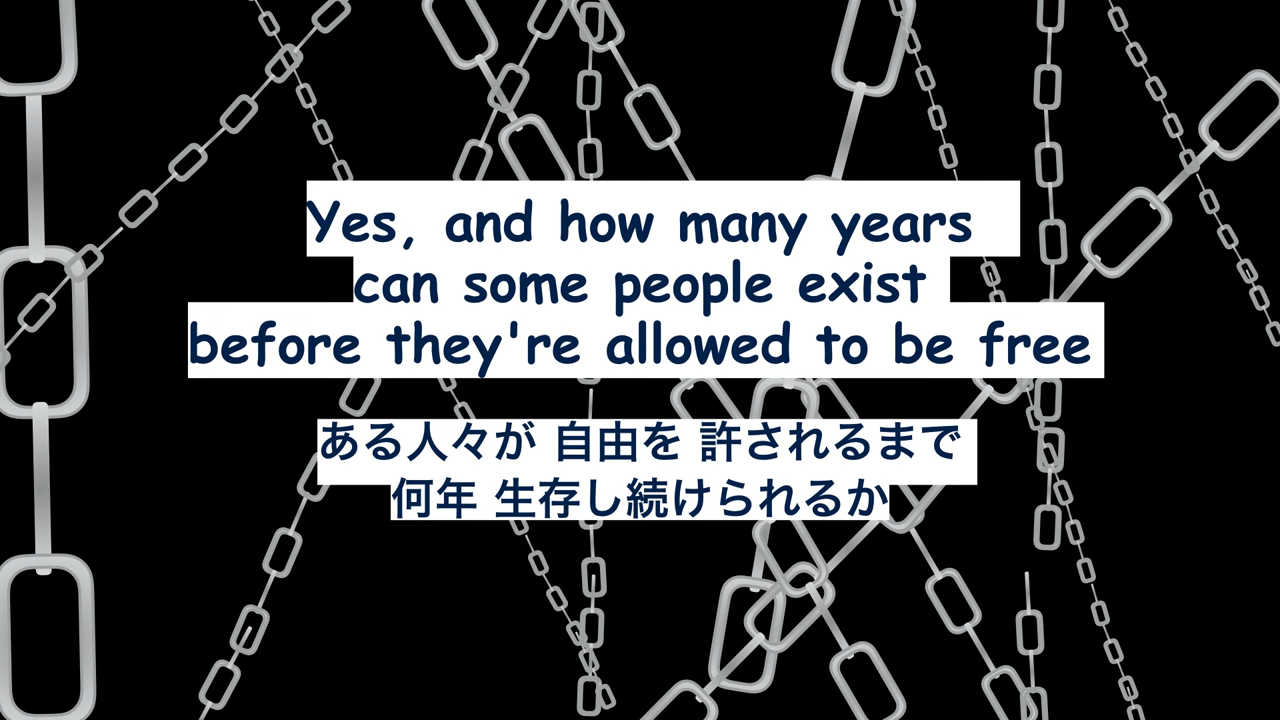 Yes, and how many years
can some people exist
before they're allowed to be free
ある人々が 自由を 許されるまで
何年 生存し続けられるか